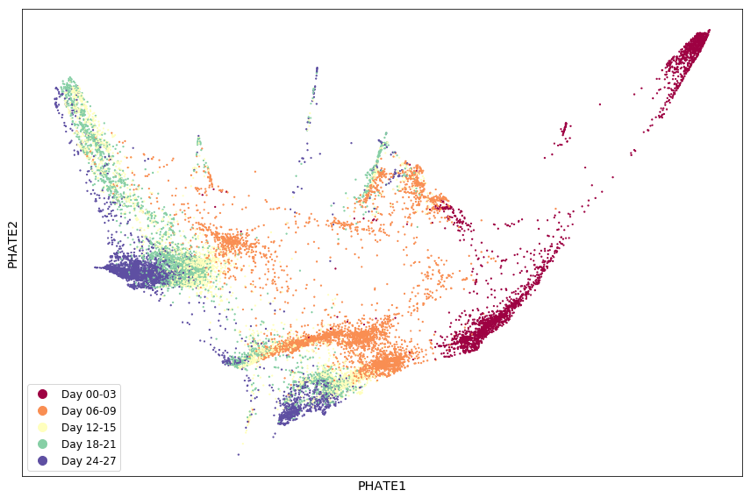 PHATE2
Day 00-03
Day 06-09
Day 12-15
Day 18-21
Day 24-27
PHATE1